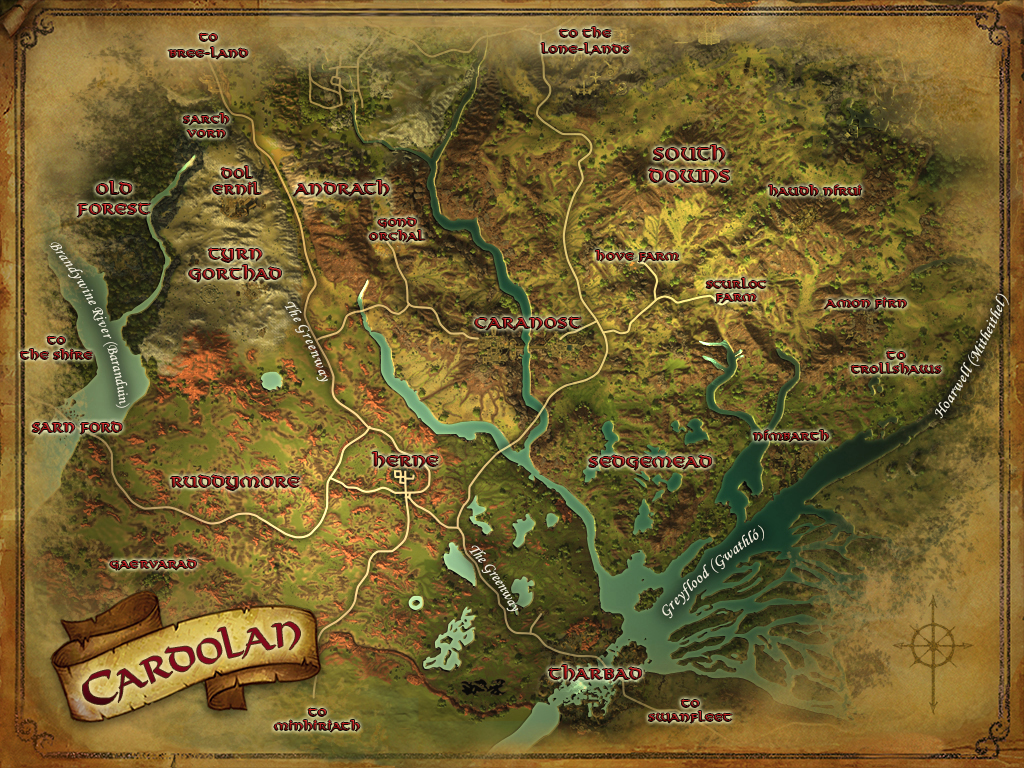 to
Bree-land
to the
Lone-lands
Sarch
Vorn
South
Downs
Dol
Ernil
Andrath
Old
Forest
Haudh Nirui
Gond
Orchal
Tyrn
Gorthad
Hove Farm
Brandywine River (Baranduin)
Scurloc
Farm
Amon Firn
The Greenway
Caranost
to
the Shire
to
Trollshaws
Hoarwell (Mitheithel)
Sarn Ford
Nimbarth
Herne
Sedgemead
Ruddymore
Gaervarad
The Greenway
Greyflood (Gwathló)
Cardolan
Tharbad
to
Minhiriath
to
Swanfleet